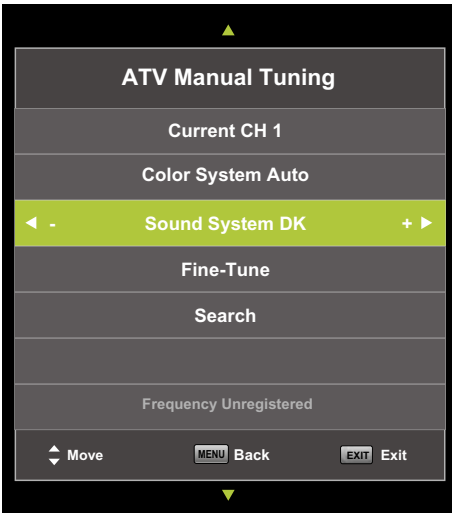 ATV Manual Tuning
Current CH 1
Color System Auto
- Sound System DK +
Fine-Tune
Search
Frequency Unregistered
Move MENU Back EXIT Exit